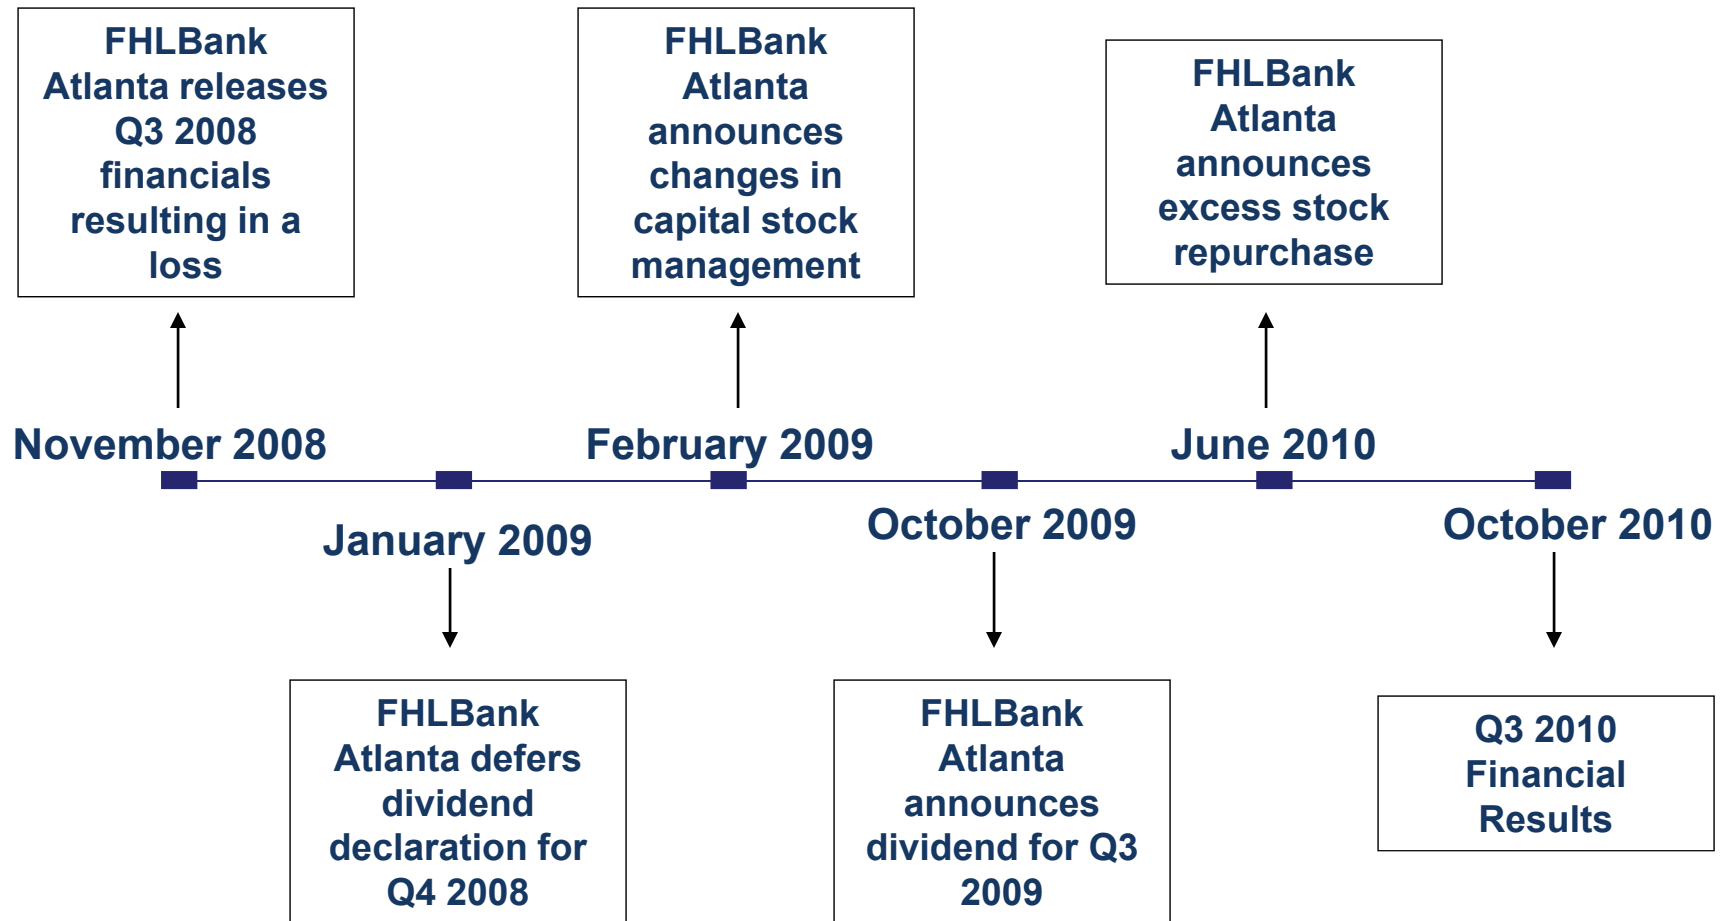 FHLBank
Atlanta releases
Q3 2008
financials
resulting in a
loss
FHLBank
Atlanta
announces
changes in
capital stock
management
FHLBank
Atlanta
announces
excess stock
repurchase
November 2008
February 2009
June 2010
January 2009
October 2009
October 2010
FHLBank
Atlanta defers
dividend
declaration for
Q4 2008
FHLBank
Atlanta
announces
dividend for Q3
2009
Q3 2010
Financial
Results